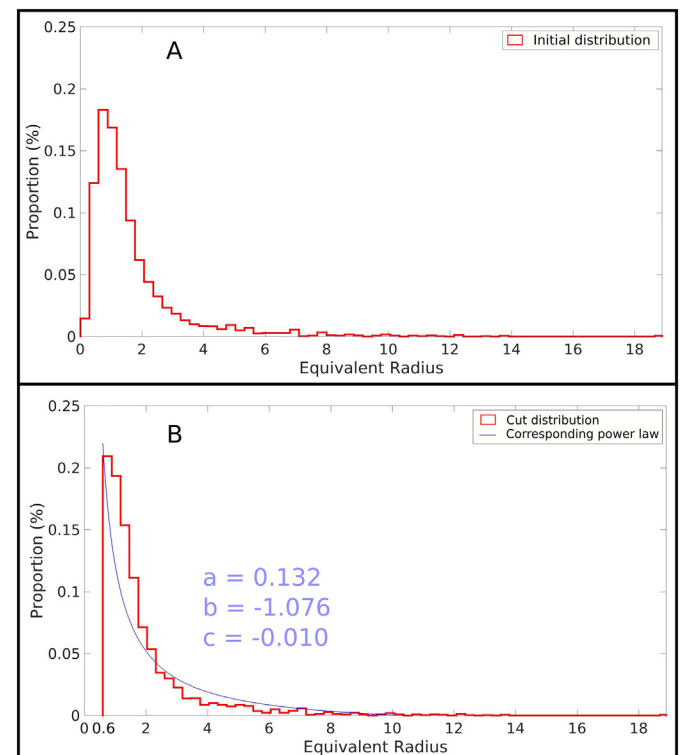 A
Initial distribution
0.25
0.2
0.15
0.1
0.05
0
Proportion (%)
0 2 4 6 8 10 12 14 16 18
Equivalent Radius
B
Cut distribution
Corresponding power law
0.25
0.2
0.15
0.1
0.05
0
Proportion (%)
a = 0.132
b = -1.076
c = -0.010
0 0.6 2 4 6 8 10 12 14 16 18
Equivalent Radius